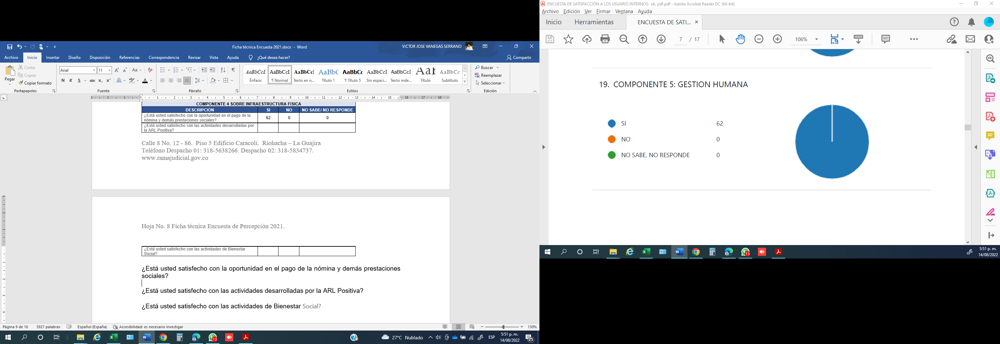 Ficha técnica Encuesta 2021.docx - Word
VICTOR JOSE VANEGAS SERRANO
Archivo Inicio Insertar Diseño Disposición Referencias Correspondencia Revisar Vista Ayuda ¿Qué desea hacer? Compartir
Pegar
Cortar
Copiar
Copiar formato
Portapapeles
Arial 11
Fuente
Párrafo
AaBbCcI AaBbCcI AaBbCcI AaBbC AaBbCc AaBbCcI AaBbCcI AaB AaBbCc
Énfasis ¶ Normal Texto en n... Título 1 ¶ Título 5 Sin espaci... Texto inde... Título Subtítulo
Estilos
Buscar
Reemplazar
Seleccionar
Edición
COMPONENTE 4 SOBRE INFRAESTRUCTURA FISICA
DESCRIPCIÓN SI NO NO SABE/ NO RESPONDE
¿Está usted satisfecho con la oportunidad en el pago de la
nómina y demás prestaciones sociales? 62 0 0
¿Está usted satisfecho con las actividades desarrolladas por
la ARL Positiva?
Calle 8 No. 12 - 86. Piso 5 Edificio Caracolí. Riohacha – La Guajira
Teléfono Despacho 01: 318-5638266. Despacho 02: 318-5834737.
www.ramajudicial.gov.co
Hoja No. 8 Ficha técnica Encuesta de Percepción 2021.
¿Está usted satisfecho con las actividades de Bienestar
Social?
¿Está usted satisfecho con la oportunidad en el pago de la nómina y demás prestaciones
sociales?
¿Está usted satisfecho con las actividades desarrolladas por la ARL Positiva?
¿Está usted satisfecho con las actividades de Bienestar Social?
Página 9 de 16 3927 palabras Español (España) Accesibilidad: es necesario investigar 130%
27°C Nublado ESP 5:51 p. m.
14/08/2022 25
ENCUESTA DE SATISFACCIÓN A LOS USUARIO INTERNOS- ok. pdf.pdf - Adobe Acrobat Reader DC (64-bit)
Archivo Edición Ver Firmar Ventana Ayuda
Inicio Herramientas ENCUESTA DE SATI... ×
7 / 17 106%
19. COMPONENTE 5: GESTION HUMANA
SI 62
NO 0
NO SABE, NO RESPONDE 0
5:51 p. m.
14/08/2022